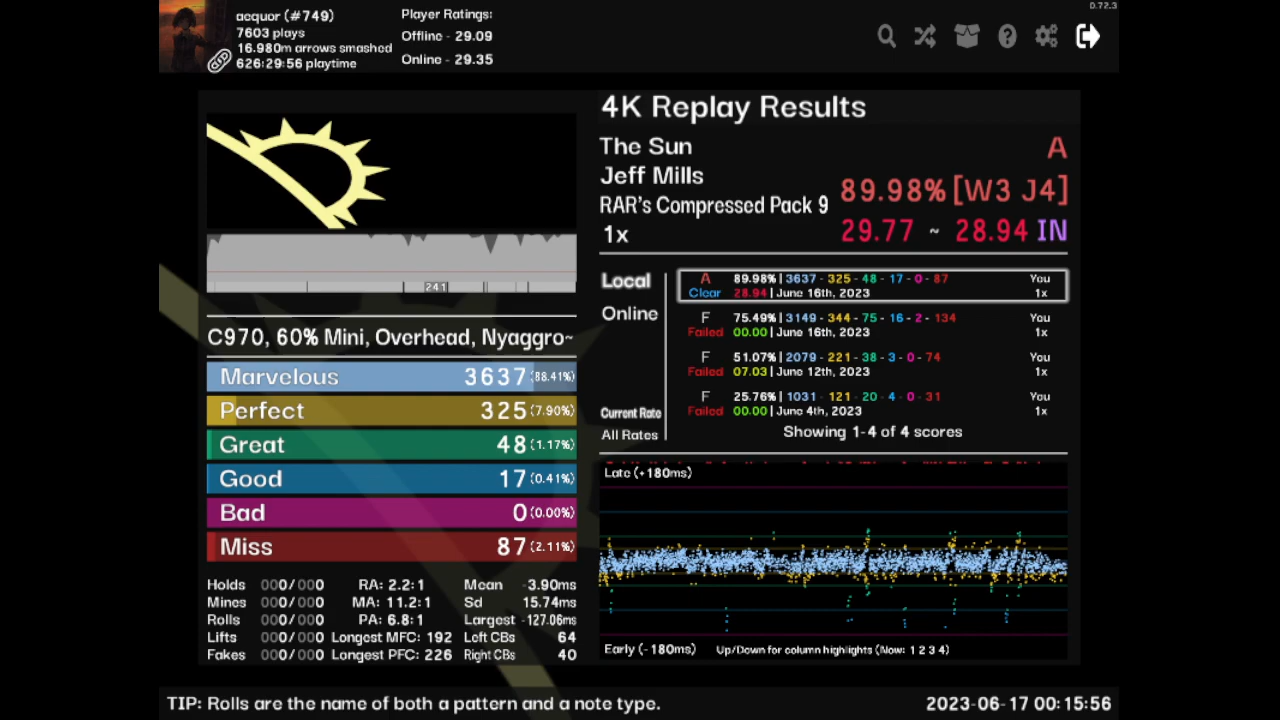 0.72.3
aequor (#749)
7603 plays
16.980m arrows smashed
626:29:56 playtime
Player Ratings:
Offline - 29.09
Online - 29.35
4K Replay Results
The Sun
Jeff Mills
RAR's Compressed Pack 9
1x
A
89.98% [W3 J4]
29.77 ~ 28.94 IN
241
C970, 60% Mini, Overhead, Nyaggro~
Marvelous 3637 (88.41%)
Perfect 325 (7.90%)
Great 48 (1.17%)
Good 17 (0.41%)
Bad 0 (0.00%)
Miss 87 (2.11%)
Holds 000/000 RA: 2.2:1 Mean -3.90ms
Mines 000/000 MA: 11.2:1 Sd 15.74ms
Rolls 000/000 PA: 6.8:1 Largest -127.06ms
Lifts 000/000 Longest MFC: 192 Left CBs 64
Fakes 000/000 Longest PFC: 226 Right CBs 40
Local
Online
Current Rate
All Rates
A 89.98% | 3637 - 325 - 48 - 17 - 0 - 87 You
Clear 28.94 | June 16th, 2023 1x
F 75.49% | 3149 - 344 - 75 - 16 - 2 - 134 You
Failed 00.00 | June 16th, 2023 1x
F 51.07% | 2079 - 221 - 38 - 3 - 0 - 74 You
Failed 07.03 | June 12th, 2023 1x
F 25.76% | 1031 - 121 - 20 - 4 - 0 - 31 You
Failed 00.00 | June 4th, 2023 1x
Showing 1-4 of 4 scores
Late (+180ms)
Early (-180ms) Up/Down for column highlights (Now: 1 2 3 4)
TIP: Rolls are the name of both a pattern and a note type.
2023-06-17 00:15:56